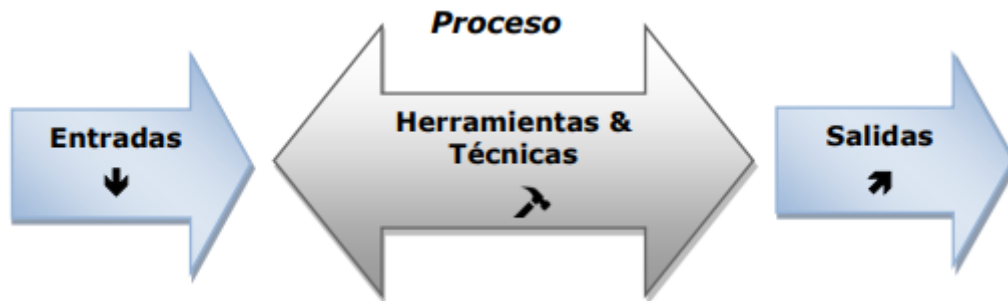 Proceso
Entradas
Herramientas &
Técnicas
Salidas